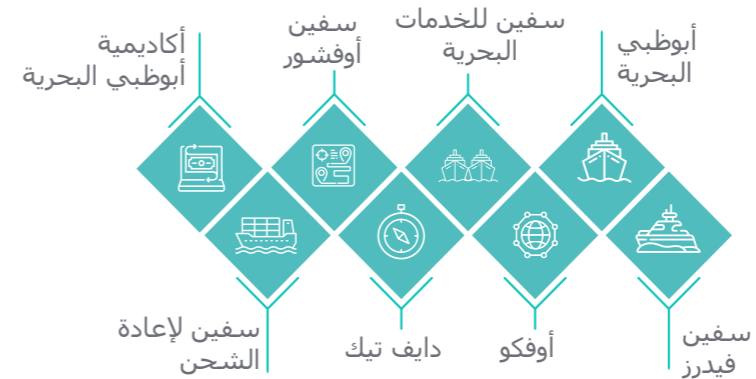 أبوظبي
البحرية
سفين للخدمات
البحرية
سفين
أوفشور
أكاديمية
أبوظبي البحرية
سفين
فيدرز
أوفكو
دايف تيك
سفين لإعادة
الشحن